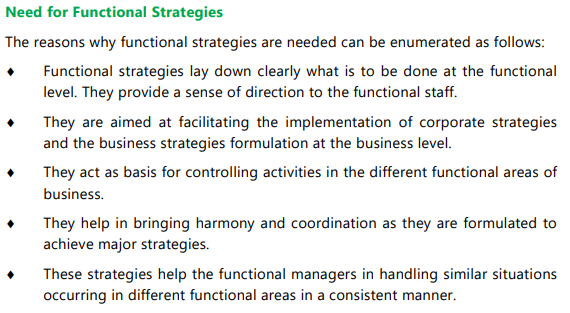 Need for Functional Strategies
The reasons why functional strategies are needed can be enumerated as follows:
♦ Functional strategies lay down clearly what is to be done at the functional
level. They provide a sense of direction to the functional staff.
♦ They are aimed at facilitating the implementation of corporate strategies
and the business strategies formulation at the business level.
♦ They act as basis for controlling activities in the different functional areas of
business.
♦ They help in bringing harmony and coordination as they are formulated to
achieve major strategies.
♦ These strategies help the functional managers in handling similar situations
occurring in different functional areas in a consistent manner.